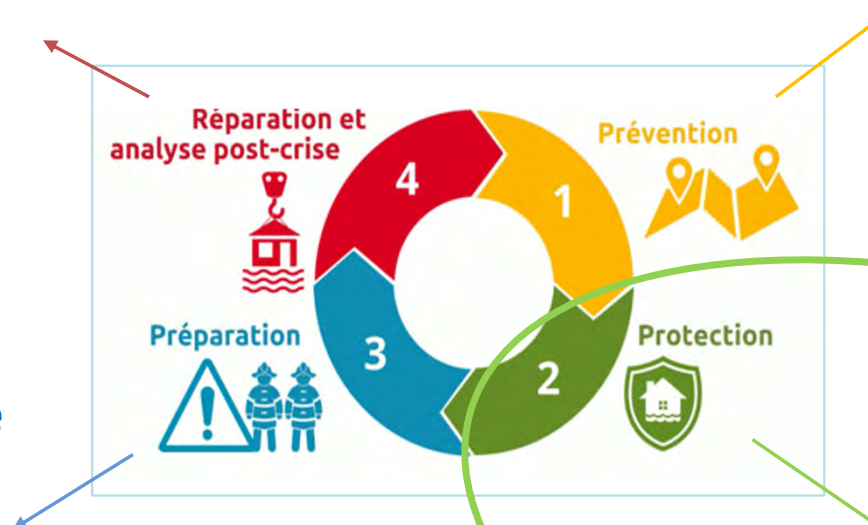 Réparation et
analyse post-crise
4
Prévention
1
Préparation
3
Protection
2